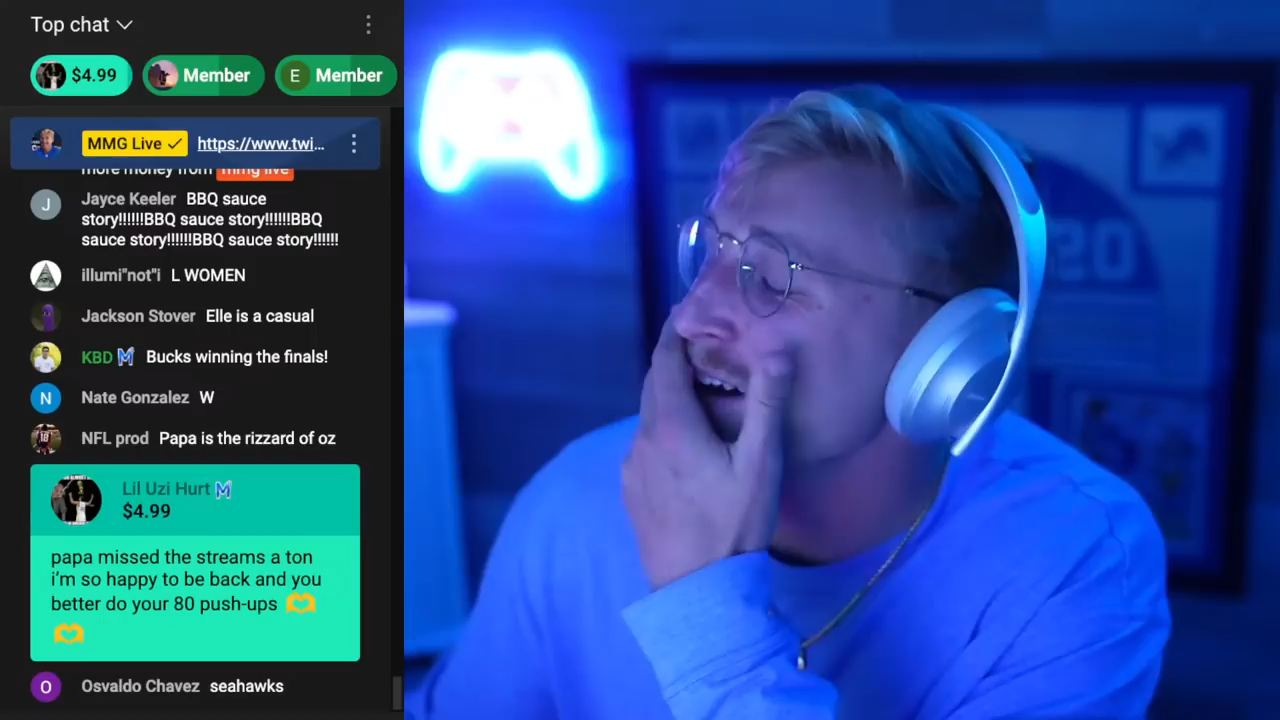 Top chat
$4.99
Member
E
Member
MMG Live
https://www.twi...
more money from mmg live
J
Jayce Keeler BBQ sauce
story!!!!!!BBQ sauce story!!!!!!BBQ
sauce story!!!!!!BBQ sauce story!!!!!!
illumi"not"i L WOMEN
Jackson Stover Elle is a casual
KBD M Bucks winning the finals!
N
Nate Gonzalez W
NFL prod Papa is the rizzard of oz
Lil Uzi Hurt M
$4.99
papa missed the streams a ton
i'm so happy to be back and you
better do your 80 push-ups
O
Osvaldo Chavez seahawks
20